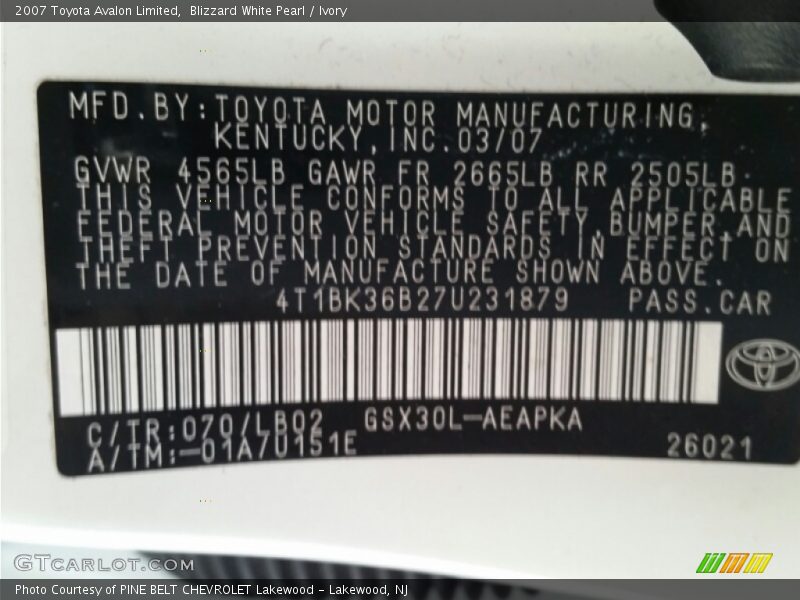 2007 Toyota Avalon Limited, Blizzard White Pearl / Ivory
MFD.BY:TOYOTA MOTOR MANUFACTURING,
KENTUCKY,INC.03/07
GVWR 4565LB GAWR FR 2665LB RR 2505LB
THIS VEHICLE CONFORMS TO ALL APPLICABLE
FEDERAL MOTOR VEHICLE SAFETY,BUMPER,AND
THEFT PREVENTION STANDARDS IN EFFECT ON
THE DATE OF MANUFACTURE SHOWN ABOVE.
4T1BK36B27U231879 PASS.CAR
C/TR:070/LB02 GSX30L-AEAPKA
A/TM:-01A/U151E 26021
GTCARLOT.COM
Photo Courtesy of PINE BELT CHEVROLET Lakewood - Lakewood, NJ